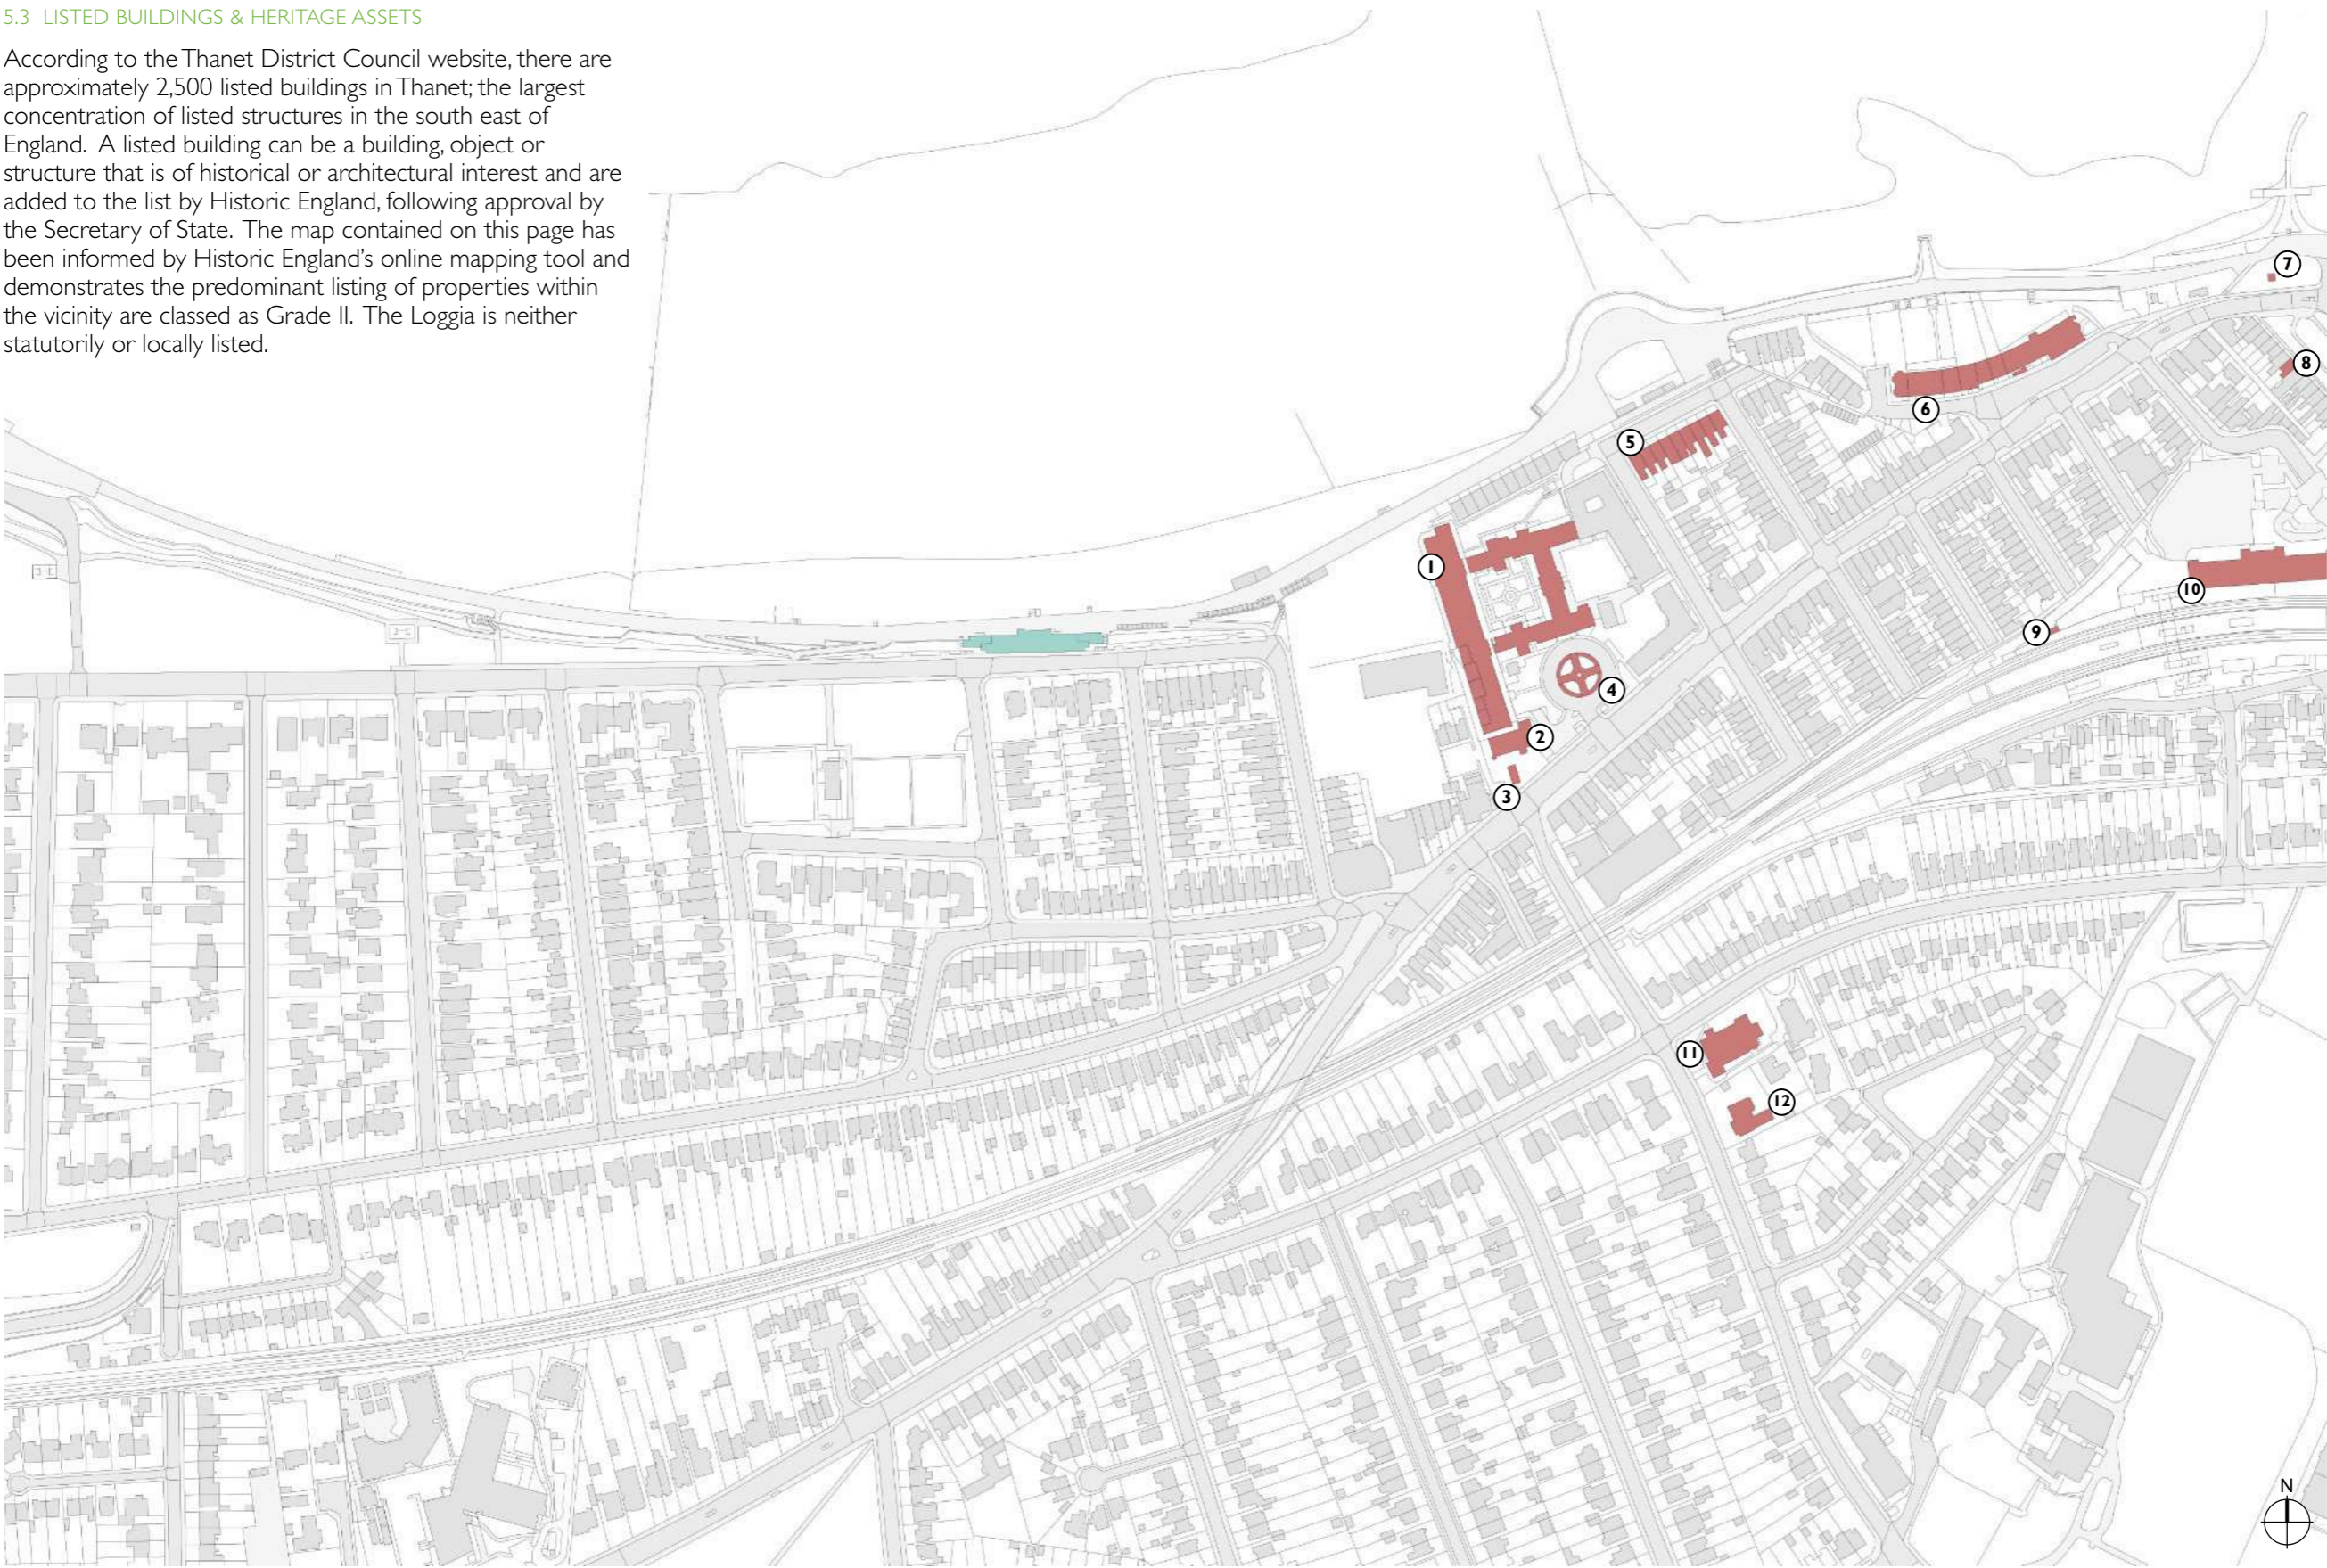 5.3 LISTED BUILDINGS & HERITAGE ASSETS
According to the Thanet District Council website, there are
approximately 2,500 listed buildings in Thanet; the largest
concentration of listed structures in the south east of
England. A listed building can be a building, object or
structure that is of historical or architectural interest and are
added to the list by Historic England, following approval by
the Secretary of State. The map contained on this page has
been informed by Historic England's online mapping tool and
demonstrates the predominant listing of properties within
the vicinity are classed as Grade II. The Loggia is neither
statutorily or locally listed.
7
8
6
5
1
10
9
4
2
3
11
12
N